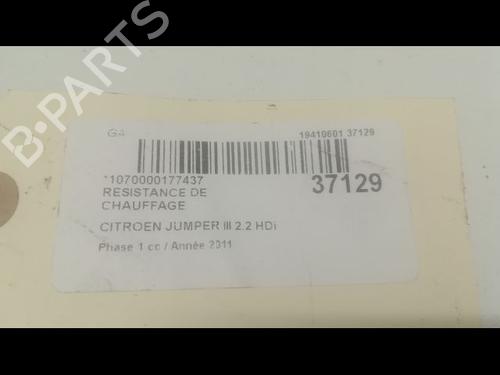 B-PARTS
G4
19410601 37129
*1070000177437
37129
RESISTANCE DE
CHAUFFAGE
CITROEN JUMPER III 2.2 HDi
Phase 1 cc / Année 2011